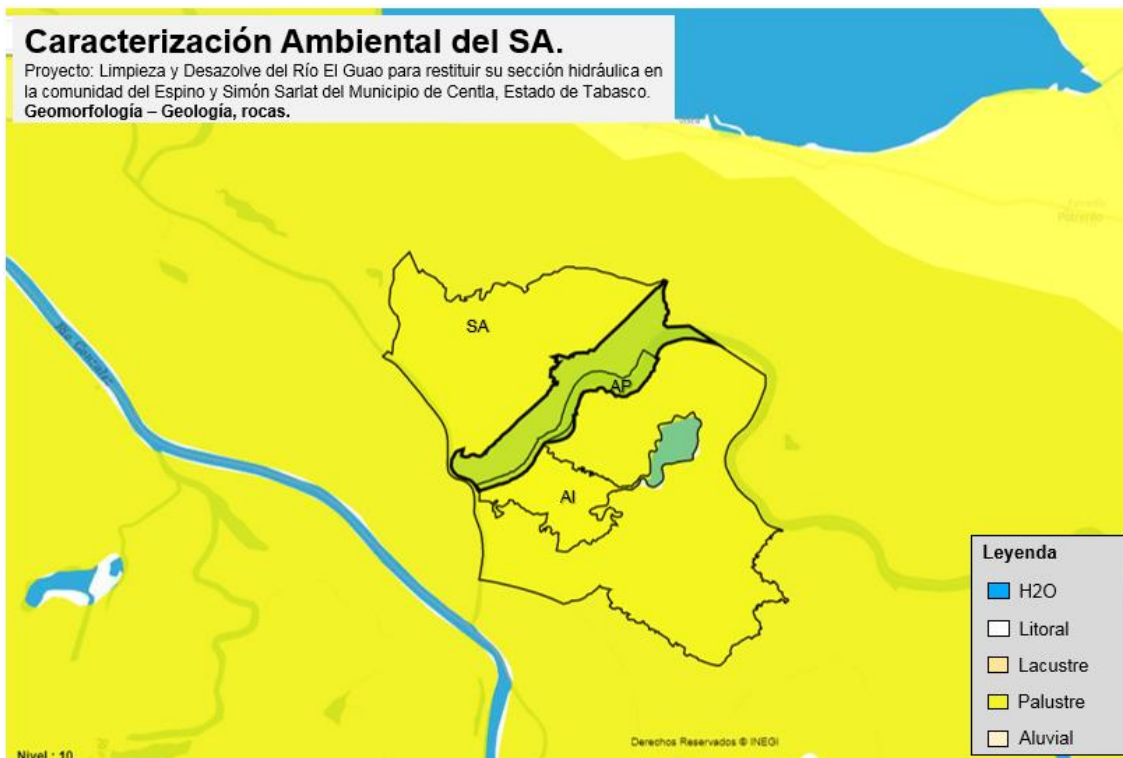 Caracterización Ambiental del SA.
Proyecto: Limpieza y Desazolve del Río El Guao para restituir su sección hidráulica en
la comunidad del Espino y Simón Sarlat del Municipio de Centla, Estado de Tabasco.
Geomorfología – Geología, rocas.
Potrerillo
SA
AP
AI
Leyenda
H2O
Litoral
Lacustre
Palustre
Aluvial
Derechos Reservados © INEGI
Nivel : 10